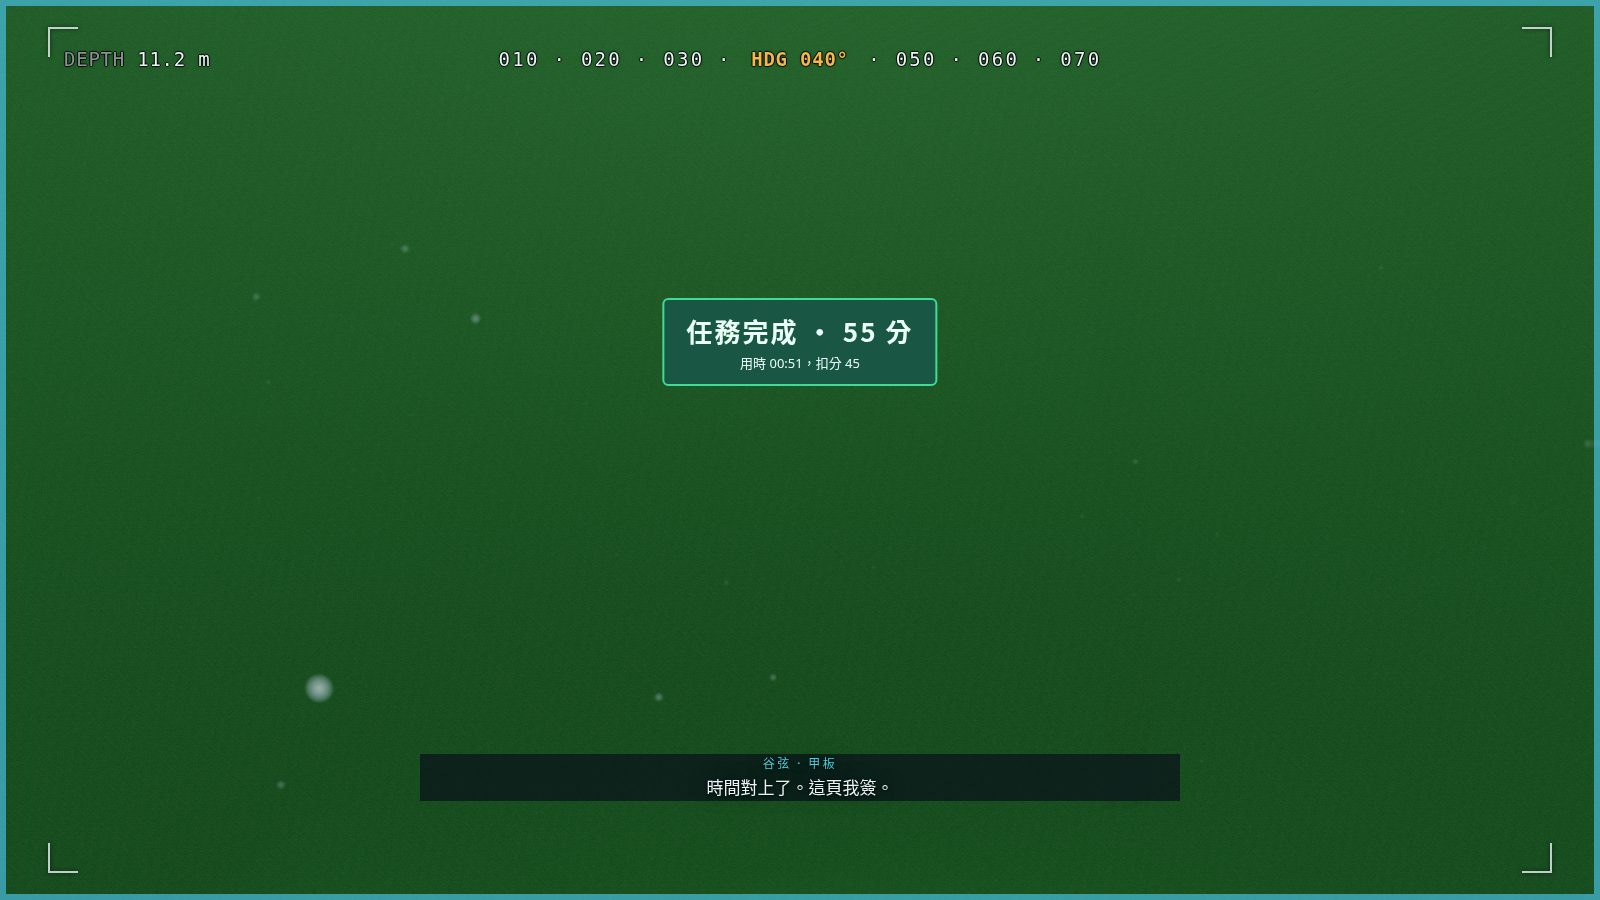 DEPTH 11.2 m
010 · 020 · 030 · HDG 040° · 050 · 060 · 070
任務完成 · 55 分
用時 00:51，扣分 45
谷弦 · 甲板
時間對上了。這頁我簽。